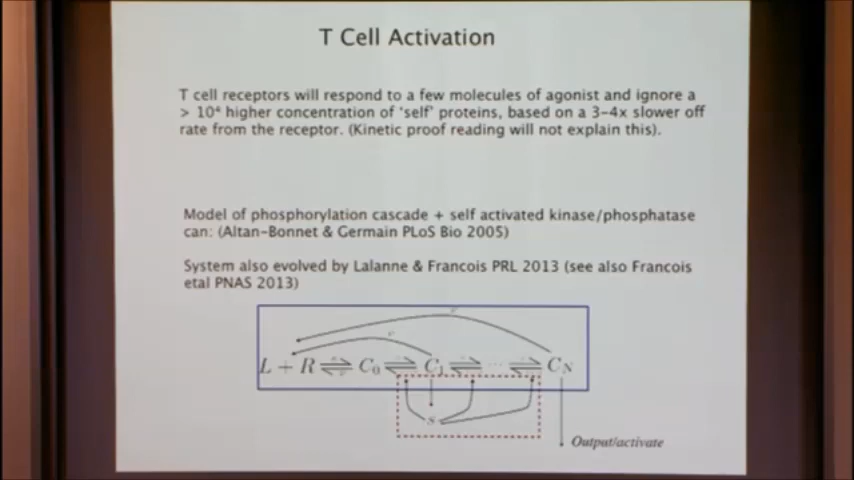 T Cell Activation
T cell receptors will respond to a few molecules of agonist and ignore a
> 10⁴ higher concentration of 'self' proteins, based on a 3-4x slower off
rate from the receptor. (Kinetic proof reading will not explain this).
Model of phosphorylation cascade + self activated kinase/phosphatase
can: (Altan-Bonnet & Germain PLoS Bio 2005)
System also evolved by Lalanne & Francois PRL 2013 (see also Francois
etal PNAS 2013)
L + R ⇌ C₀ ⇌ C₁ ⇌ ... ⇌ C_N
Output/activate